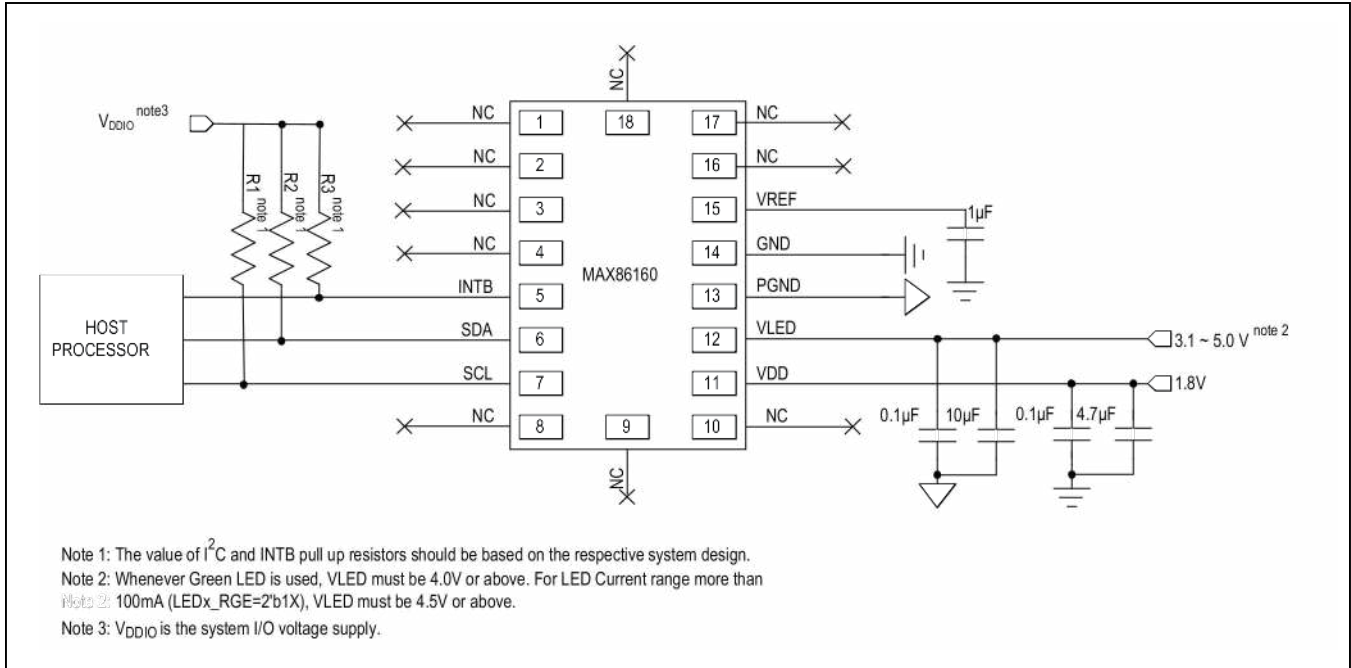 NC
V_DDIO note3
NC 1 18 17 NC
NC 2 16 NC
R1 note 1
R2 note 1
R3 note 1
NC 3 15 VREF 1µF
NC 4 14 GND
MAX86160
INTB 5 13 PGND
HOST
PROCESSOR
SDA 6 12 VLED 3.1 ~ 5.0 V note 2
SCL 7 11 VDD 1.8V
NC 8 9 10 NC
0.1µF 10µF 0.1µF 4.7µF
NC
Note 1: The value of I²C and INTB pull up resistors should be based on the respective system design.
Note 2: Whenever Green LED is used, VLED must be 4.0V or above. For LED Current range more than
Note 2: 100mA (LEDx_RGE=2'b1X), VLED must be 4.5V or above.
Note 3: V_DDIO is the system I/O voltage supply.